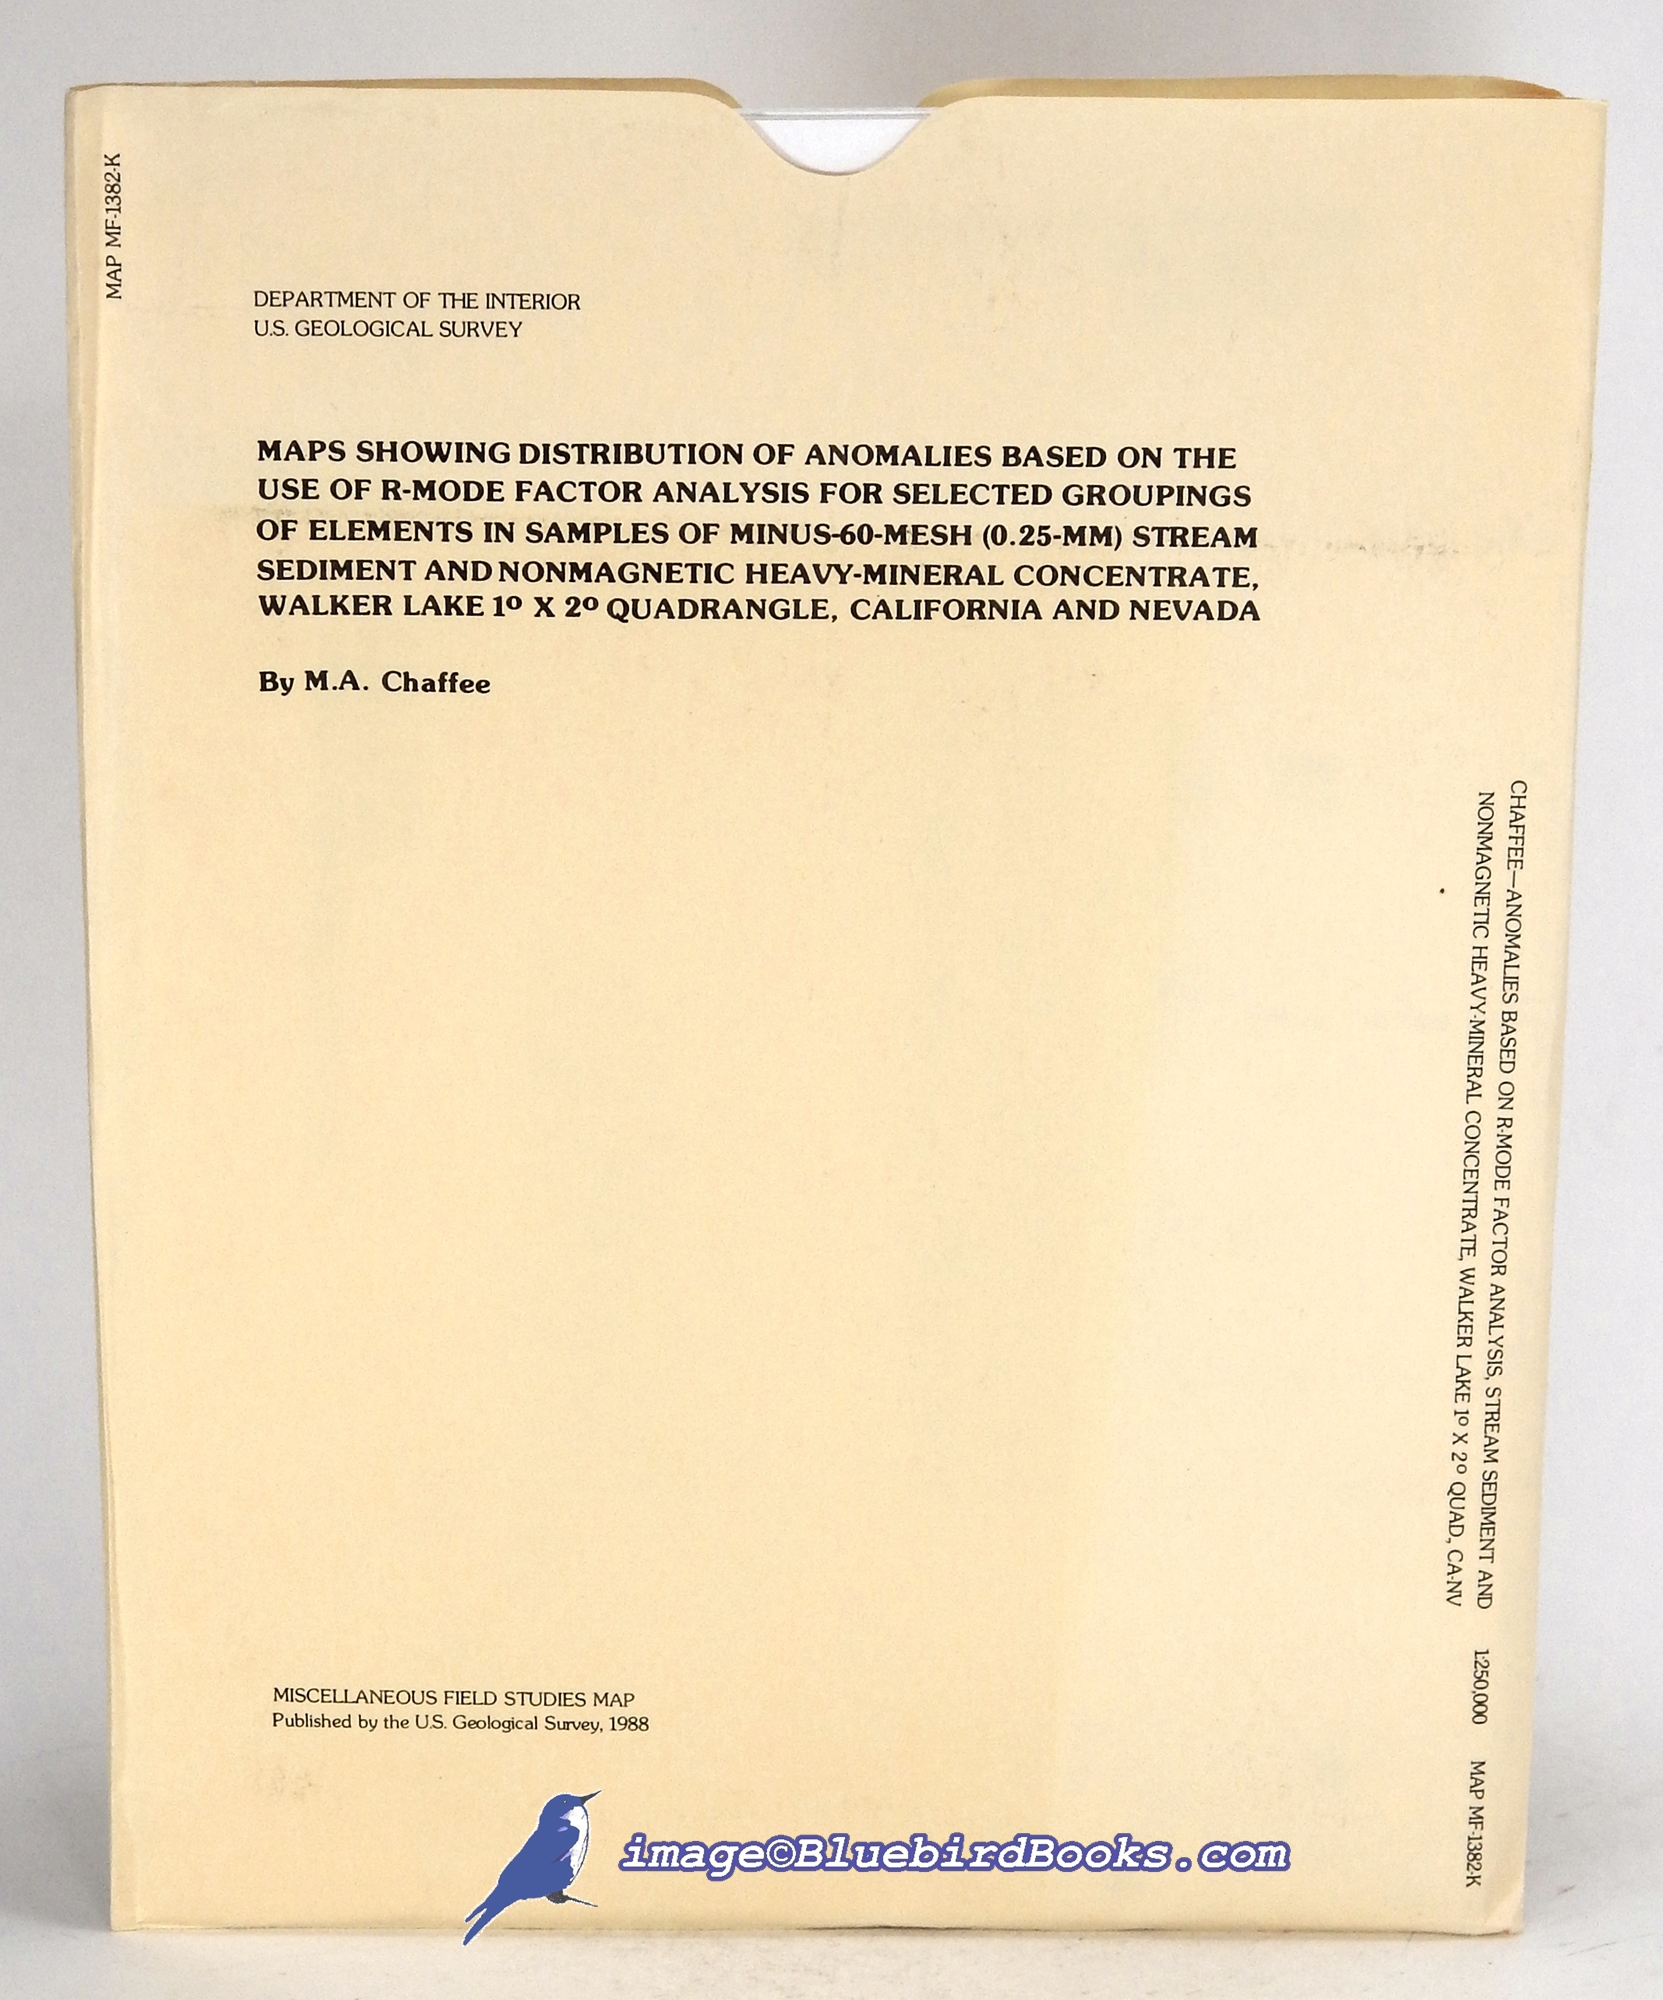 MAP MF-1382-K
DEPARTMENT OF THE INTERIOR
U.S. GEOLOGICAL SURVEY
MAPS SHOWING DISTRIBUTION OF ANOMALIES BASED ON THE
USE OF R-MODE FACTOR ANALYSIS FOR SELECTED GROUPINGS
OF ELEMENTS IN SAMPLES OF MINUS-60-MESH (0.25-MM) STREAM
SEDIMENT AND NONMAGNETIC HEAVY-MINERAL CONCENTRATE,
WALKER LAKE 1º X 2º QUADRANGLE, CALIFORNIA AND NEVADA
By M.A. Chaffee
CHAFFEE—ANOMALIES BASED ON R-MODE FACTOR ANALYSIS, STREAM SEDIMENT AND
NONMAGNETIC HEAVY-MINERAL CONCENTRATE, WALKER LAKE 1º X 2º QUAD., CA-NV
1:250,000
MAP MF-1382-K
MISCELLANEOUS FIELD STUDIES MAP
Published by the U.S. Geological Survey, 1988
image©BluebirdBooks.com